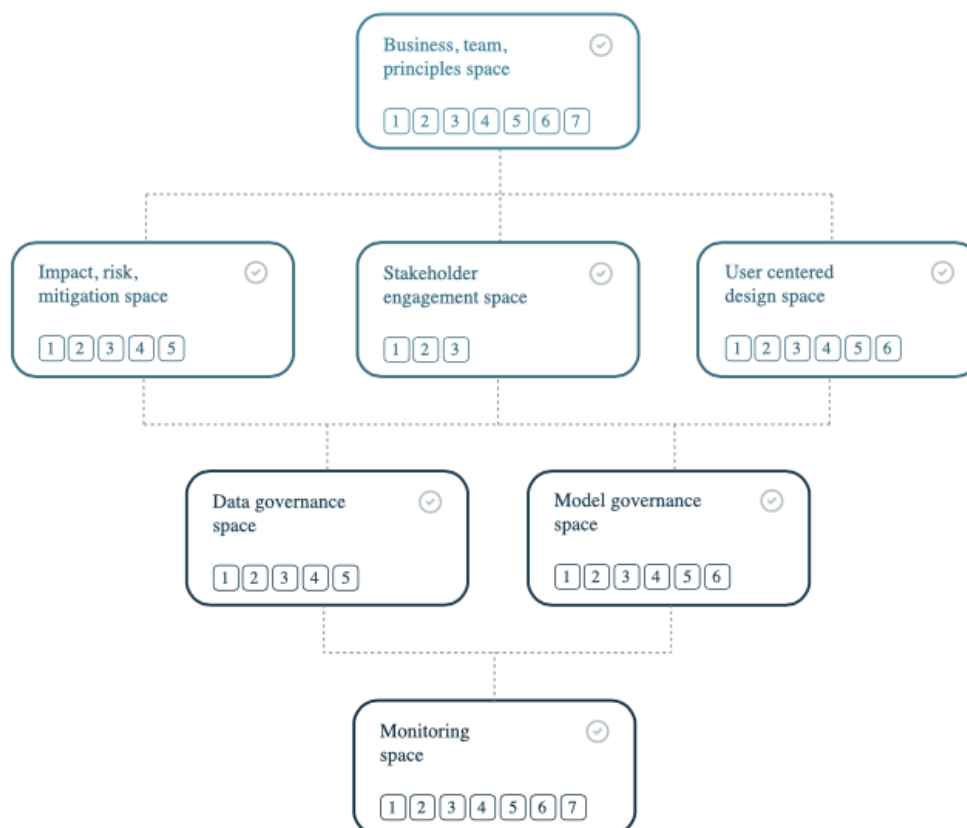 Business, team,
principles space
1 2 3 4 5 6 7
Impact, risk,
mitigation space
1 2 3 4 5
Stakeholder
engagement space
1 2 3
User centered
design space
1 2 3 4 5 6
Data governance
space
1 2 3 4 5
Model governance
space
1 2 3 4 5 6
Monitoring
space
1 2 3 4 5 6 7